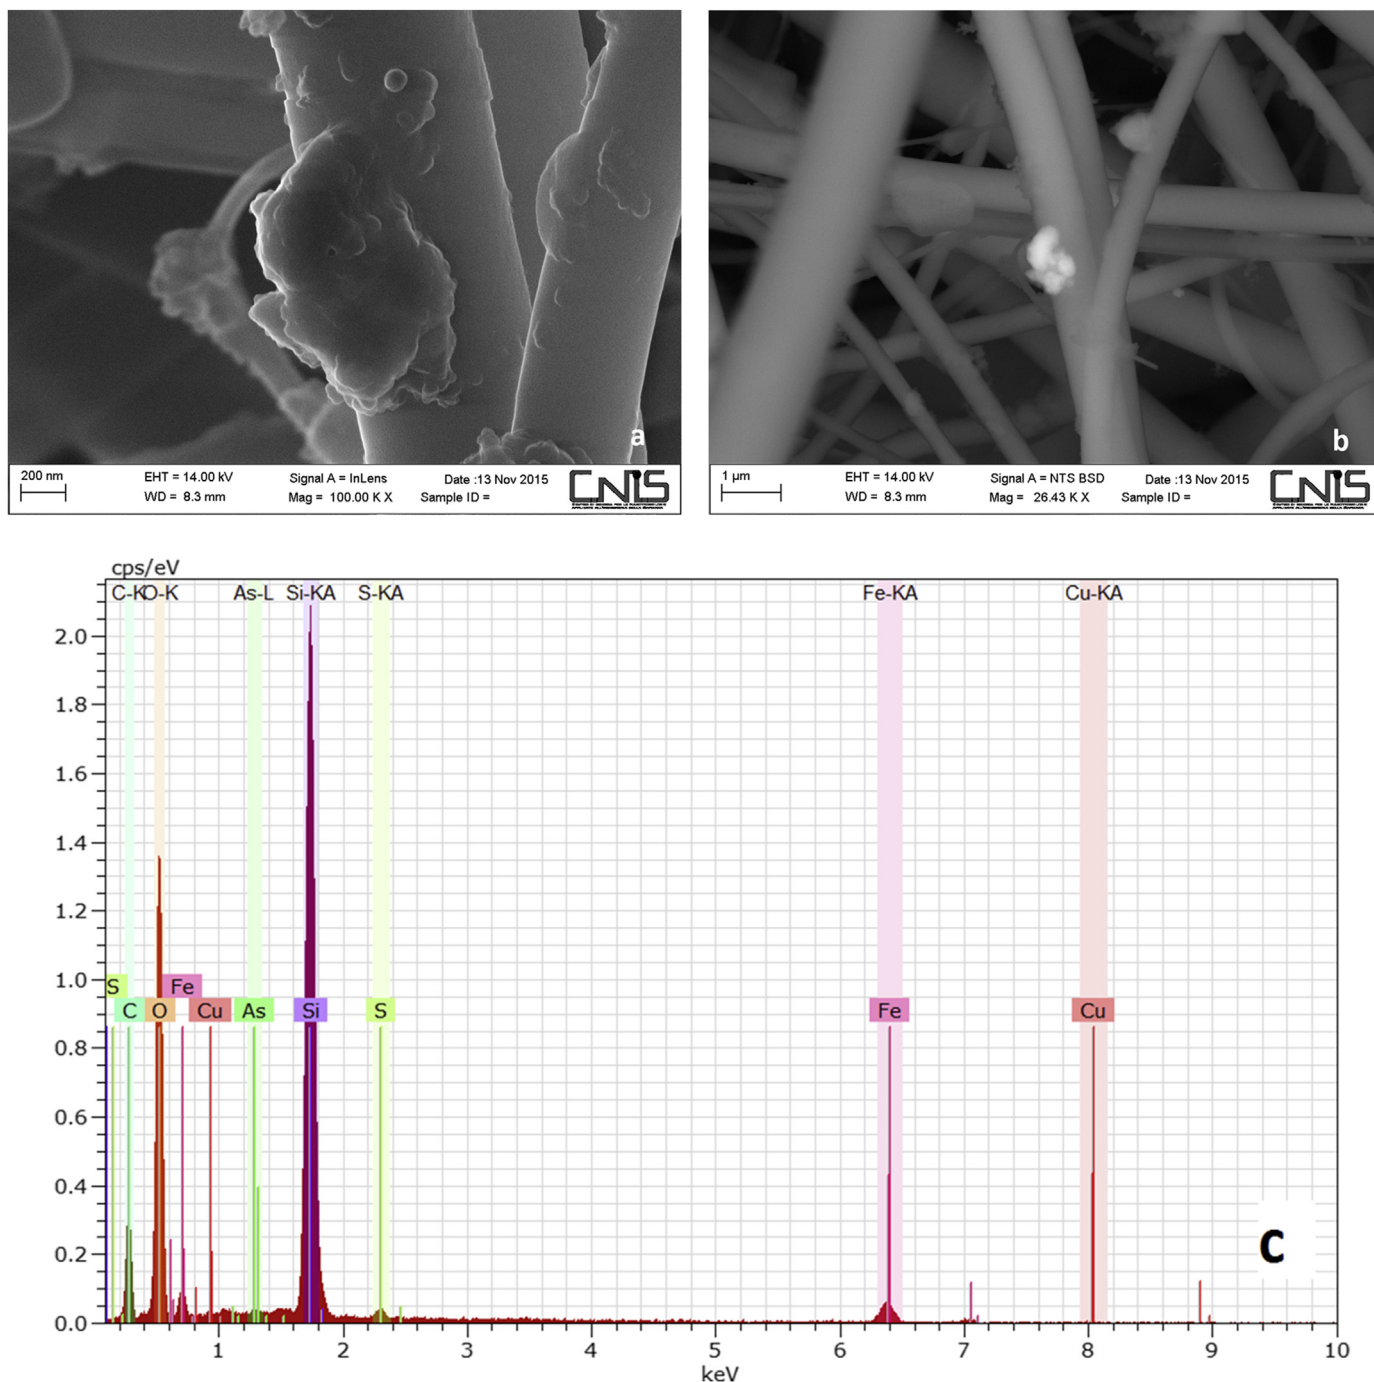 a
200 nm
EHT = 14.00 kV
Signal A = InLens
Date :13 Nov 2015
WD = 8.3 mm
Mag = 100.00 K X
Sample ID =
CNIS
b
1 µm
EHT = 14.00 kV
Signal A = NTS BSD
Date :13 Nov 2015
WD = 8.3 mm
Mag = 26.43 K X
Sample ID =
CNIS
cps/eV
C-K O-K As-L Si-KA S-KA Fe-KA Cu-KA
2.0
1.8
1.6
1.4
1.2
1.0
S Fe
C O Cu As Si S Fe Cu
0.8
0.6
0.4
0.2
C
0.0
1 2 3 4 5 6 7 8 9 10
keV